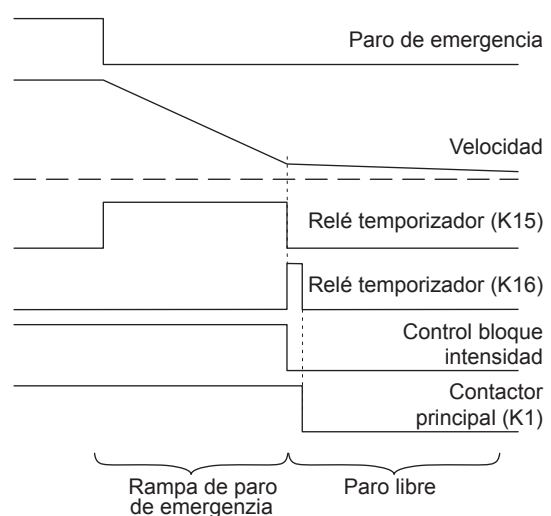 Paro de emergencia
Velocidad
Relé temporizador (K15)
Relé temporizador (K16)
Control bloque
intensidad
Contactor
principal (K1)
Rampa de paro
de emergenzia
Paro libre